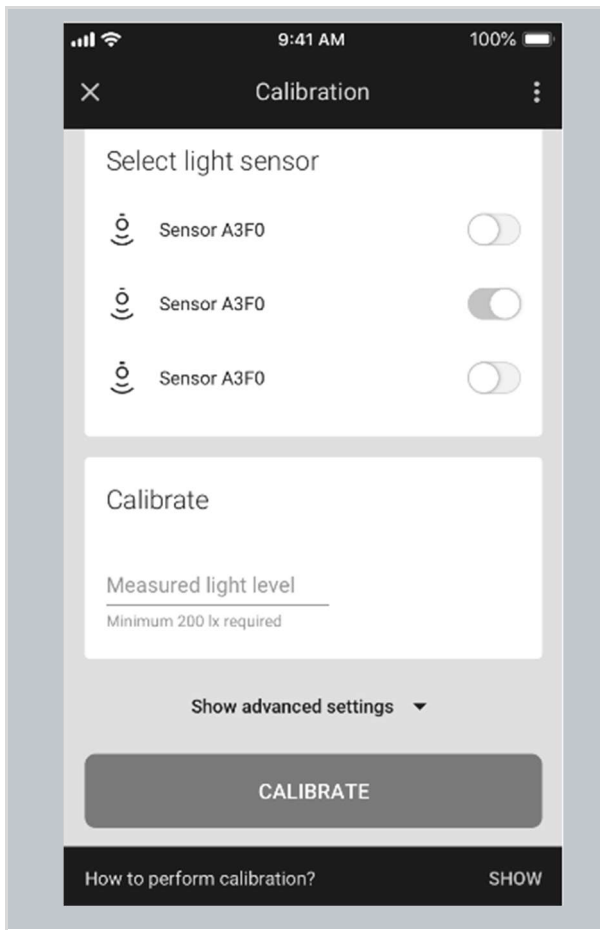 9:41 AM 100%
Calibration
Select light sensor
Sensor A3F0
Sensor A3F0
Sensor A3F0
Calibrate
Measured light level
Minimum 200 lx required
Show advanced settings
CALIBRATE
How to perform calibration? SHOW